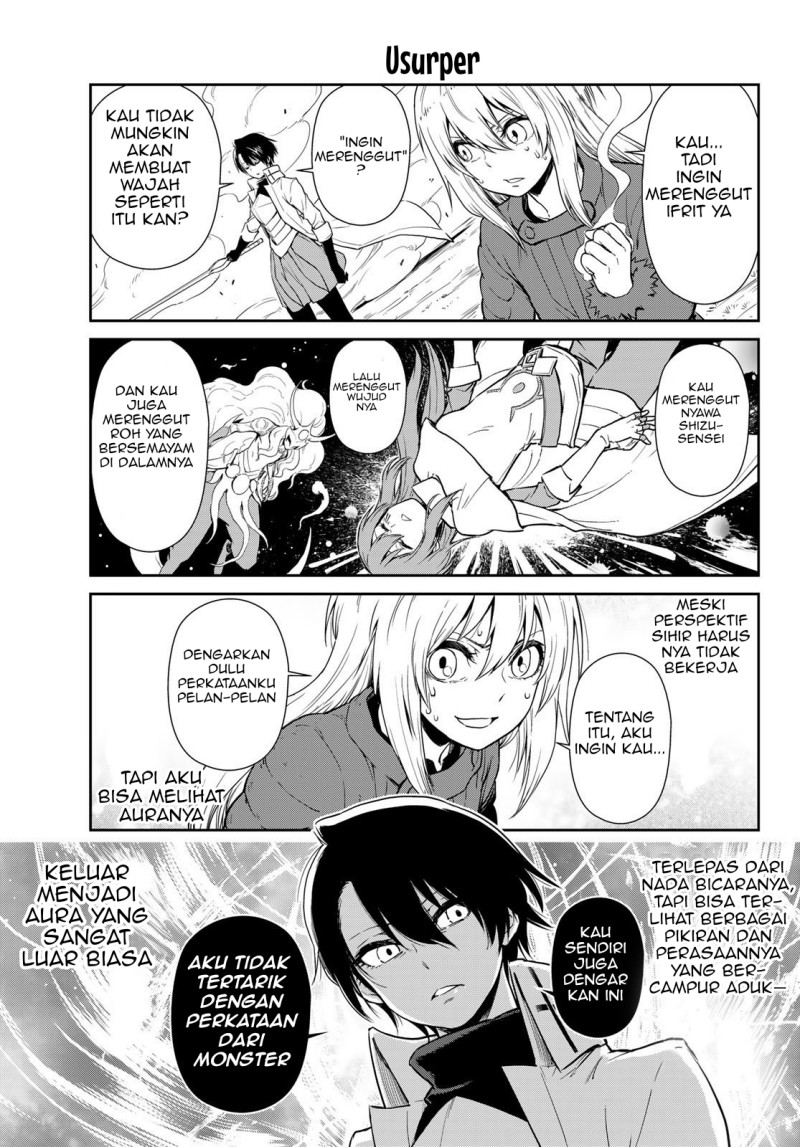 Usurper
KAU...
TADI
INGIN
MERENGGUT
IFRIT YA
"INGIN
MERENGGUT"
?
KAU TIDAK
MUNGKIN
AKAN
MEMBUAT
WAJAH
SEPERTI
ITU KAN?
KAU
MERENGGUT
NYAWA
SHIZU-
SENSEI
LALU
MERENGGUT
WUJUD
NYA
DAN KAU
JUGA
MERENGGUT
ROH YANG
BERSEMAYAM
DI DALAMNYA
MESKI
PERSPEKTIF
SIHIR HARUS
NYA TIDAK
BEKERJA
TENTANG
ITU, AKU
INGIN KAU...
DENGARKAN
DULU
PERKATAANKU
PELAN-PELAN
TAPI AKU
BISA MELIHAT
AURANYA
TERLEPAS DARI
NADA BICARANYA,
TAPI BISA TER-
LIHAT BERBAGAI
PIKIRAN DAN
PERASAANNYA
YANG BER-
CAMPUR ADUK—
KAU
SENDIRI
JUGA
DENGAR
KAN INI
AKU TIDAK
TERTARIK
DENGAN
PERKATAAN
DARI
MONSTER
KELUAR
MENJADI
AURA YANG
SANGAT
LUAR BIASA